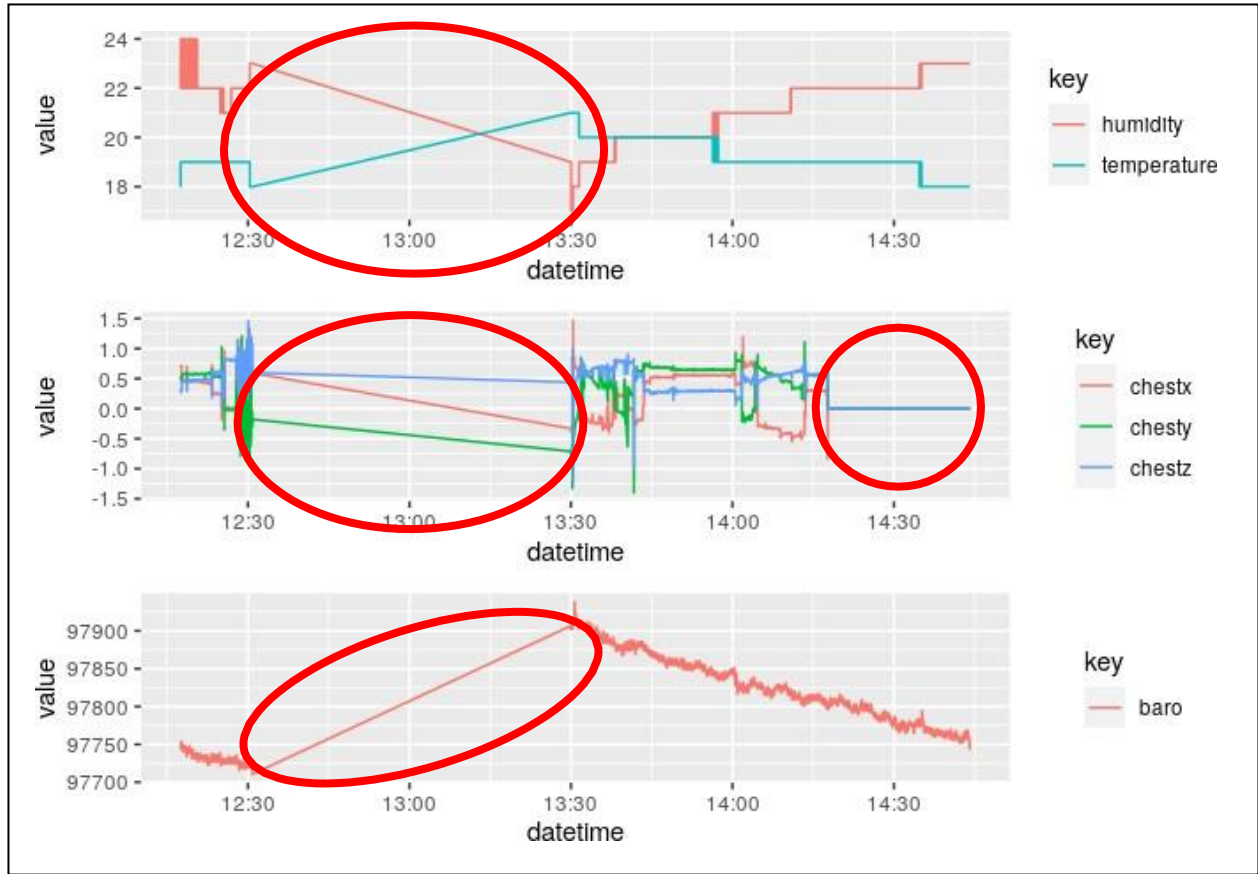 24
22
20
18
value
12:30 13:00 13:30 14:00 14:30
datetime
key
humidity
temperature
1.5
1.0
0.5
0.0
-0.5
-1.0
-1.5
value
12:30 13:00 13:30 14:00 14:30
datetime
key
chestx
chesty
chestz
97900
97850
97800
97750
97700
value
12:30 13:00 13:30 14:00 14:30
datetime
key
baro